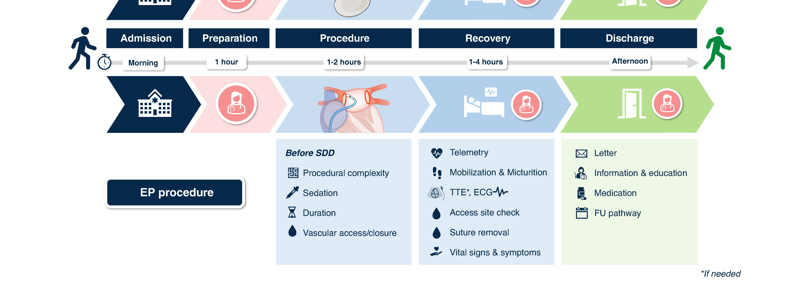 Admission
Preparation
Procedure
Recovery
Discharge
Morning
1 hour
1-2 hours
1-4 hours
Afternoon
EP procedure
Before SDD
Procedural complexity
Sedation
Duration
Vascular access/closure
Telemetry
Mobilization & Micturition
TTE*, ECG
Access site check
Suture removal
Vital signs & symptoms
Letter
Information & education
Medication
FU pathway
*If needed